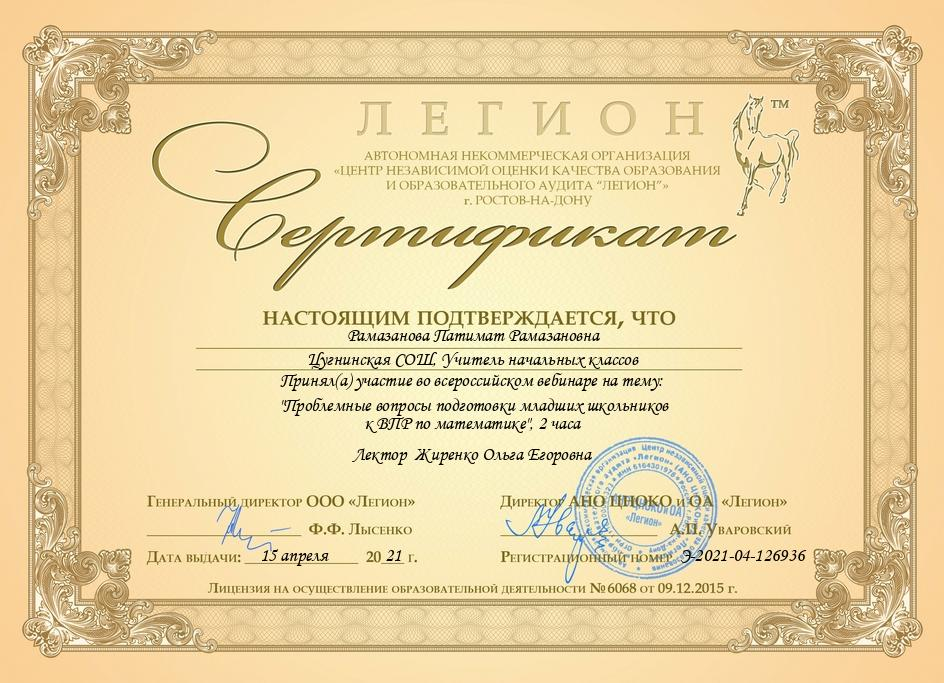 ЛЕГИОН ™
АВТОНОМНАЯ НЕКОММЕРЧЕСКАЯ ОРГАНИЗАЦИЯ
«ЦЕНТР НЕЗАВИСИМОЙ ОЦЕНКИ КАЧЕСТВА ОБРАЗОВАНИЯ
И ОБРАЗОВАТЕЛЬНОГО АУДИТА “ЛЕГИОН”»
г. РОСТОВ-НА-ДОНУ
Сертификат
НАСТОЯЩИМ ПОДТВЕРЖДАЕТСЯ, ЧТО
Рамазанова Патимат Рамазановна
Цугнинская СОШ, Учитель начальных классов
Принял(а) участие во всероссийском вебинаре на тему:
"Проблемные вопросы подготовки младших школьников
к ВПР по математике", 2 часа
Лектор Жиренко Ольга Егоровна
Генеральный директор ООО «Легион» Директор АНО ЦНОКО и ОА «Легион»
Ф.Ф. Лысенко А.П. Уваровский
Дата выдачи: 15 апреля 20 21 г. Регистрационный номер Э-2021-04-126936
Лицензия на осуществление образовательной деятельности №6068 от 09.12.2015 г.
«Легион»